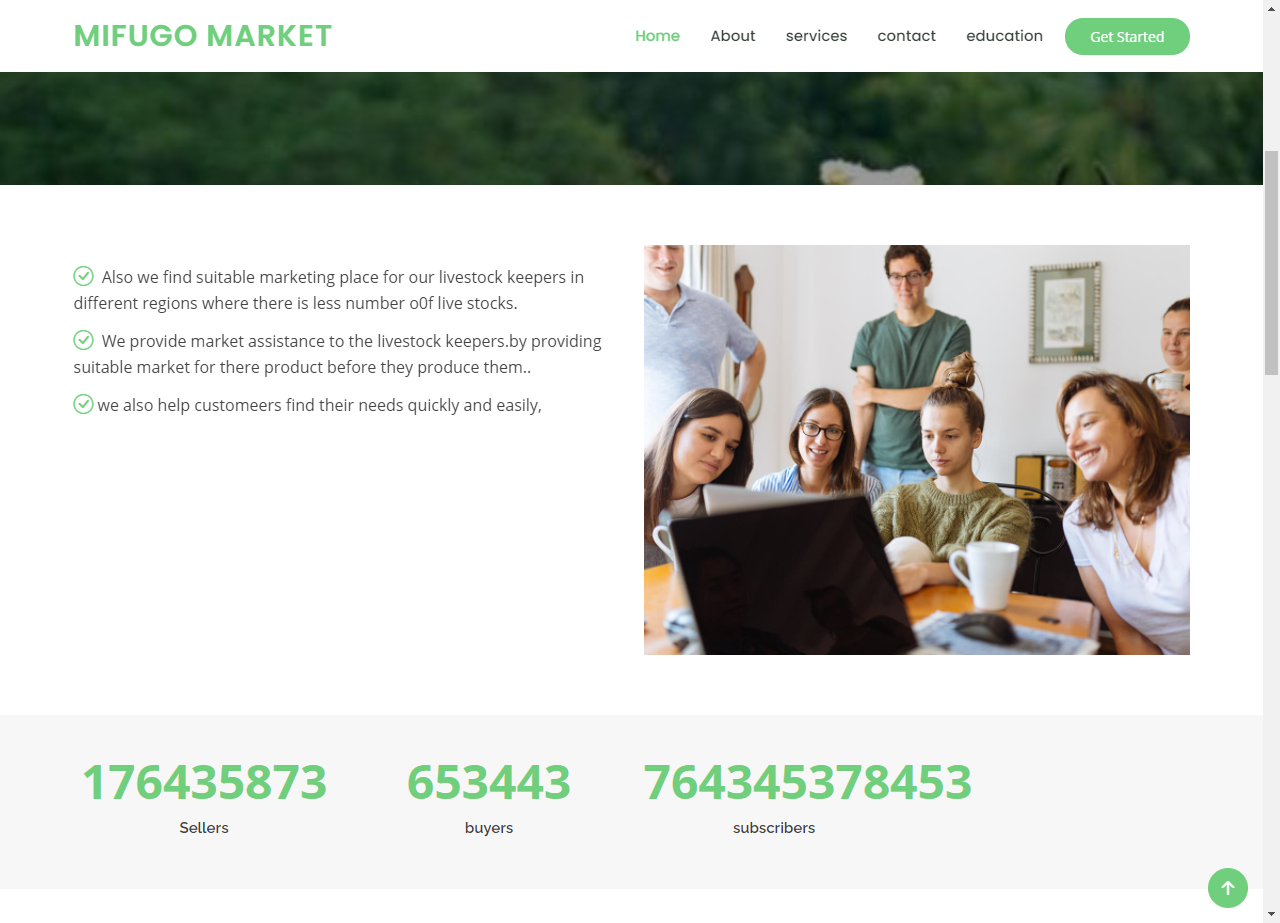 MIFUGO MARKET
Home About services contact education Get Started
Also we find suitable marketing place for our livestock keepers in
different regions where there is less number o0f live stocks.
We provide market assistance to the livestock keepers.by providing
suitable market for there product before they produce them..
we also help customeers find their needs quickly and easily,
176435873 653443 764345378453
Sellers buyers subscribers